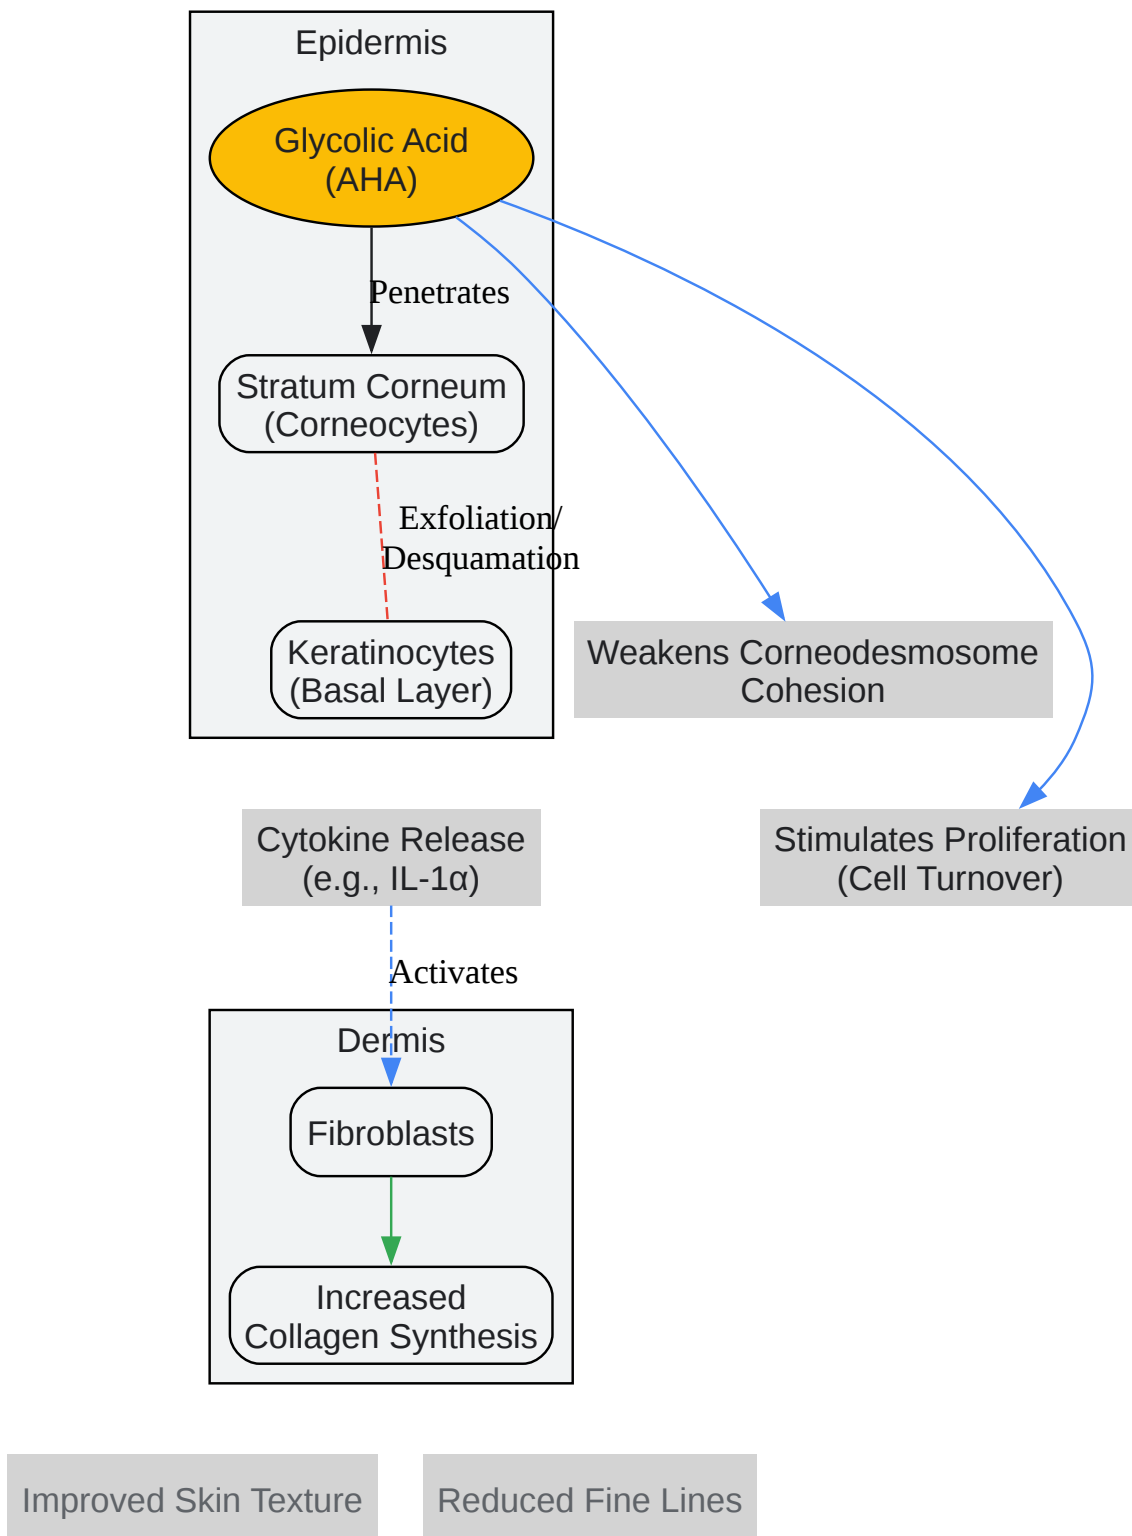 Epidermis
Glycolic Acid
(AHA)
Penetrates
Stratum Corneum
(Corneocytes)
Exfoliation/
Desquamation
Keratinocytes
(Basal Layer)
Weakens Corneodesmosome
Cohesion
Cytokine Release
(e.g., IL-1α)
Stimulates Proliferation
(Cell Turnover)
Activates
Dermis
Fibroblasts
Increased
Collagen Synthesis
Improved Skin Texture
Reduced Fine Lines